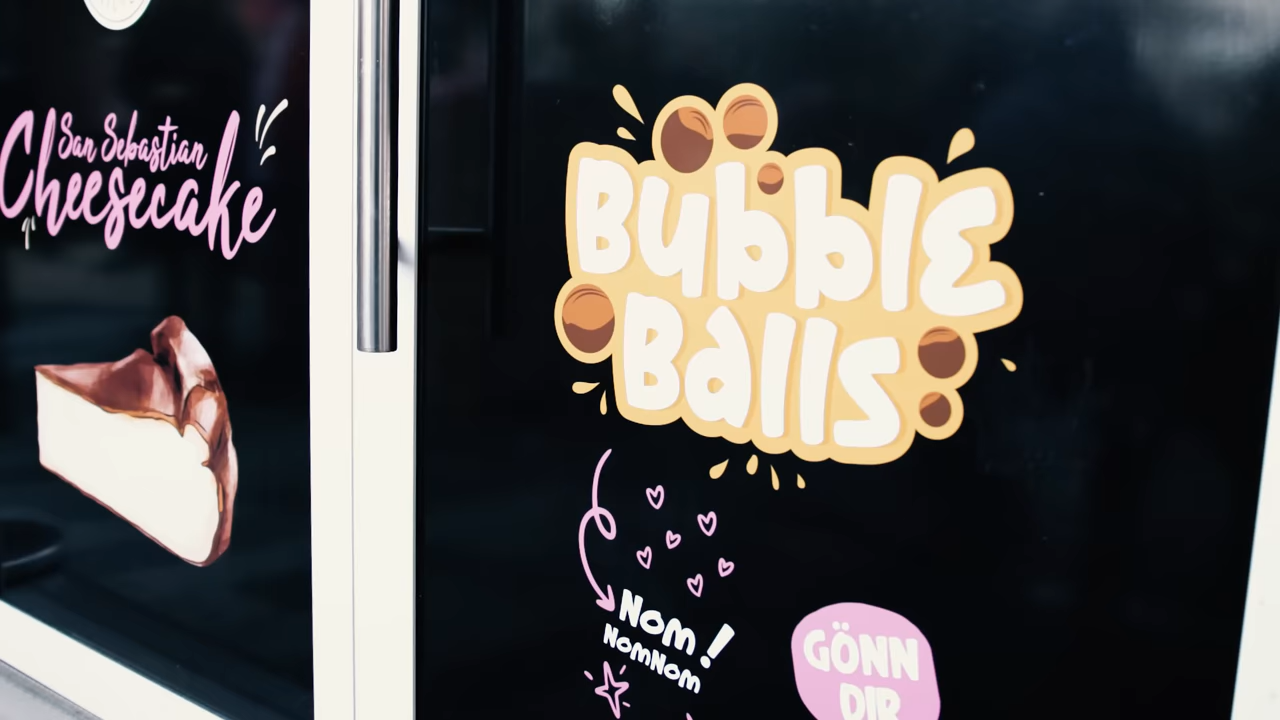 San Sebastian
Cheesecake
BubblE
Balls
Nom!
NomNom
GÖNN
DIR